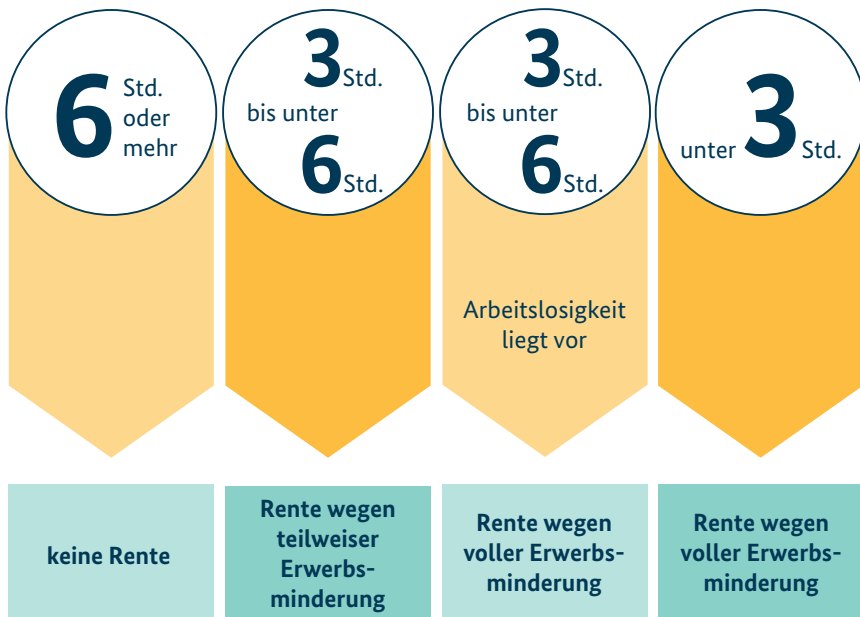 6 Std.
oder
mehr
3 Std.
bis unter
6 Std.
3 Std.
bis unter
6 Std.
unter 3 Std.
Arbeitslosigkeit
liegt vor
keine Rente
Rente wegen
teilweiser
Erwerbs-
minderung
Rente wegen
voller Erwerbs-
minderung
Rente wegen
voller Erwerbs-
minderung